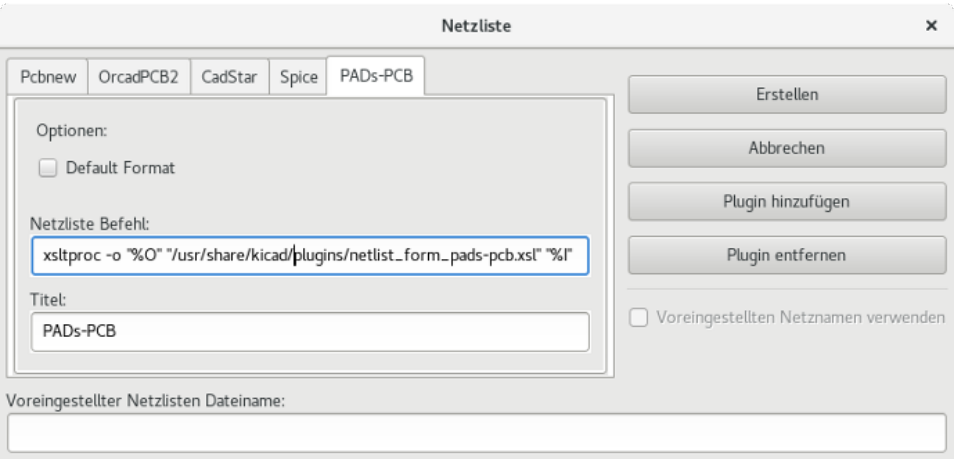 Netzliste
Pcbnew OrcadPCB2 CadStar Spice PADs-PCB
Optionen:
Default Format
Netzliste Befehl:
xsltproc -o "%O" "/usr/share/kicad/plugins/netlist_form_pads-pcb.xsl" "%I"
Titel:
PADs-PCB
Erstellen
Abbrechen
Plugin hinzufügen
Plugin entfernen
Voreingestellten Netznamen verwenden
Voreingestellter Netzlisten Dateiname: